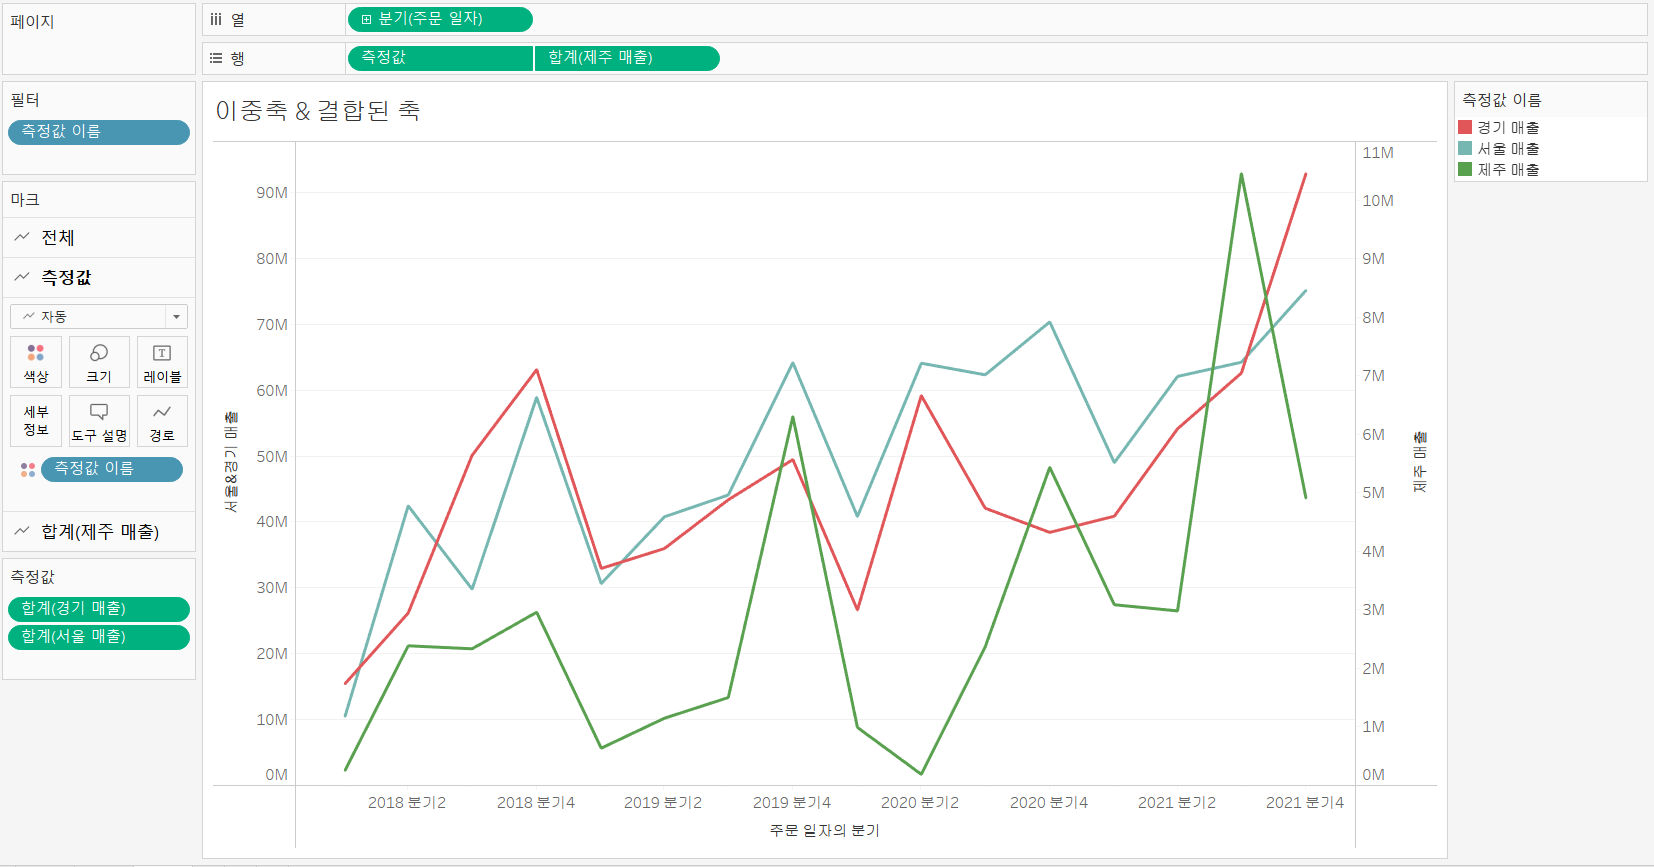 페이지
열
분기(주문 일자)
행
측정값
합계(제주 매출)
필터
측정값 이름
마크
전체
측정값
자동
색상
크기
레이블
세부
정보
도구 설명
경로
측정값 이름
합계(제주 매출)
측정값
합계(경기 매출)
합계(서울 매출)
이중축 & 결합된 축
90M
80M
70M
60M
50M
40M
30M
20M
10M
0M
서울&경기 매출
11M
10M
9M
8M
7M
6M
5M
4M
3M
2M
1M
0M
제주 매출
2018 분기2
2018 분기4
2019 분기2
2019 분기4
2020 분기2
2020 분기4
2021 분기2
2021 분기4
주문 일자의 분기
측정값 이름
경기 매출
서울 매출
제주 매출